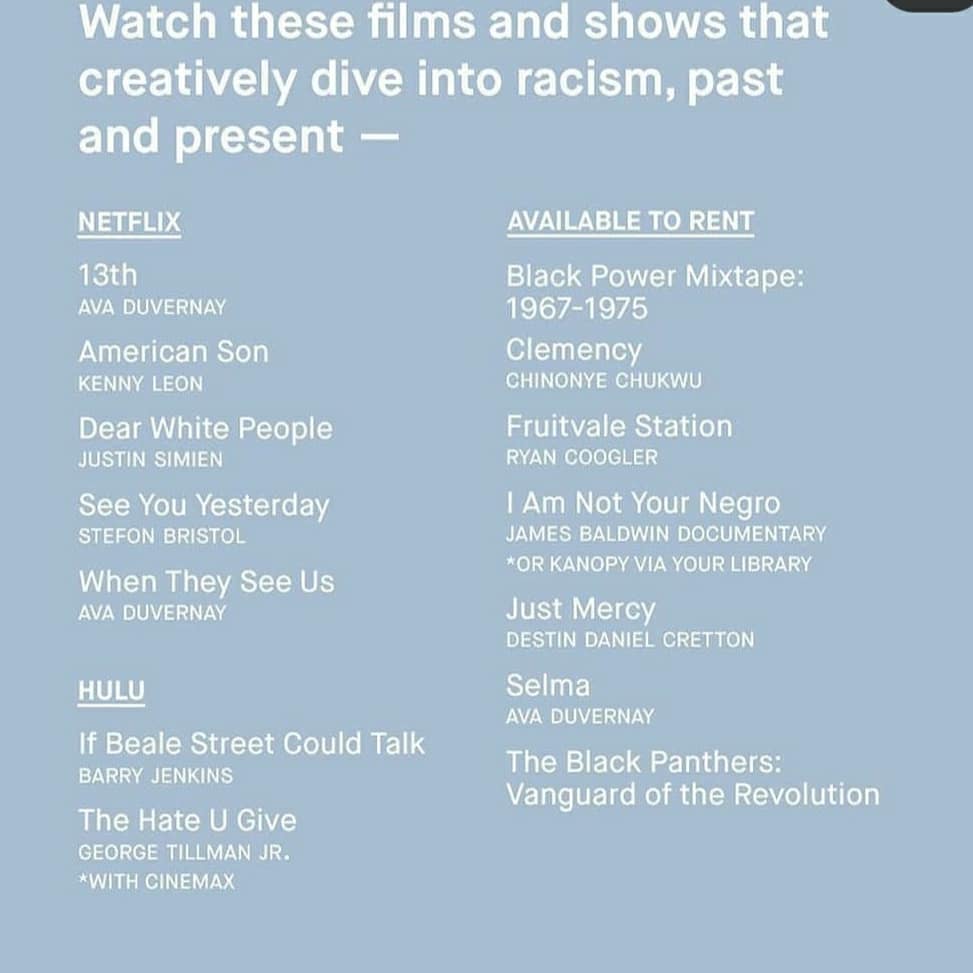 Watch these films and shows that
creatively dive into racism, past
and present —
NETFLIX
13th
AVA DUVERNAY
American Son
KENNY LEON
Dear White People
JUSTIN SIMIEN
See You Yesterday
STEFON BRISTOL
When They See Us
AVA DUVERNAY
HULU
If Beale Street Could Talk
BARRY JENKINS
The Hate U Give
GEORGE TILLMAN JR.
*WITH CINEMAX
AVAILABLE TO RENT
Black Power Mixtape:
1967-1975
Clemency
CHINONYE CHUKWU
Fruitvale Station
RYAN COOGLER
I Am Not Your Negro
JAMES BALDWIN DOCUMENTARY
*OR KANOPY VIA YOUR LIBRARY
Just Mercy
DESTIN DANIEL CRETTON
Selma
AVA DUVERNAY
The Black Panthers:
Vanguard of the Revolution